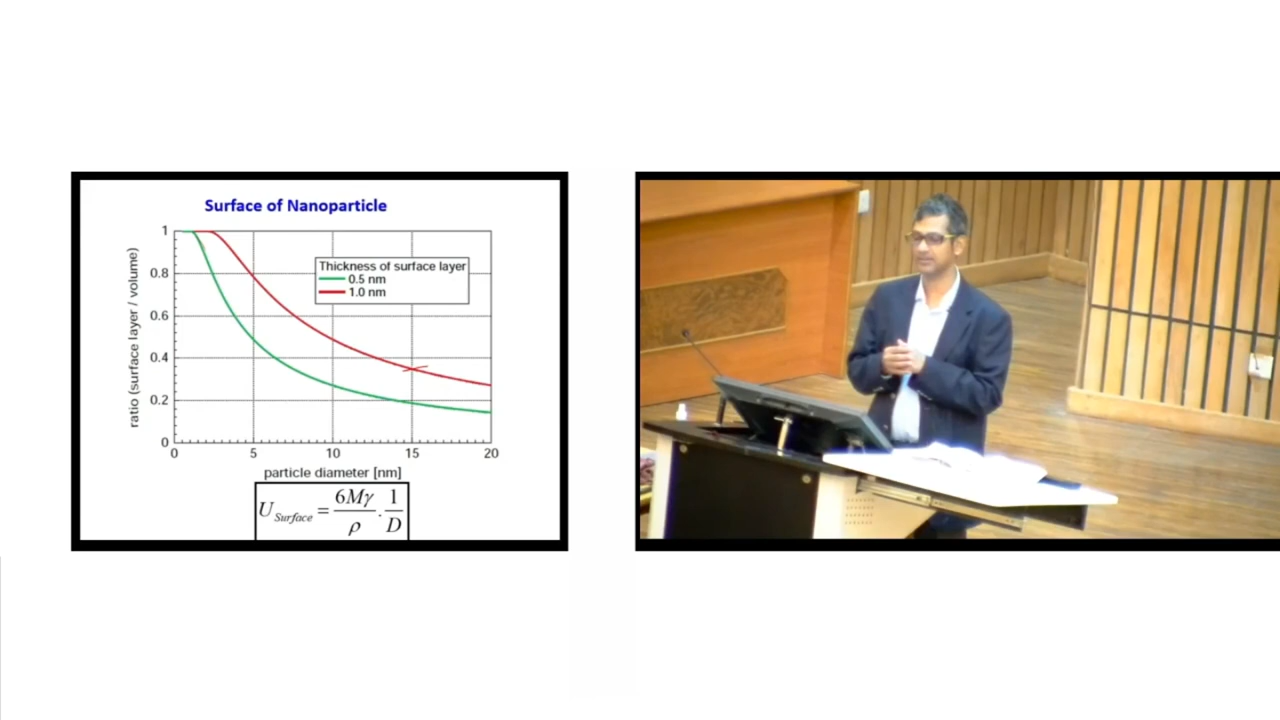 Surface of Nanoparticle
ratio (surface layer / volume)
1
0.8
0.6
0.4
0.2
0
Thickness of surface layer
0.5 nm
1.0 nm
0 5 10 15 20
particle diameter [nm]
U_Surface = 6Mγ/ρ . 1/D